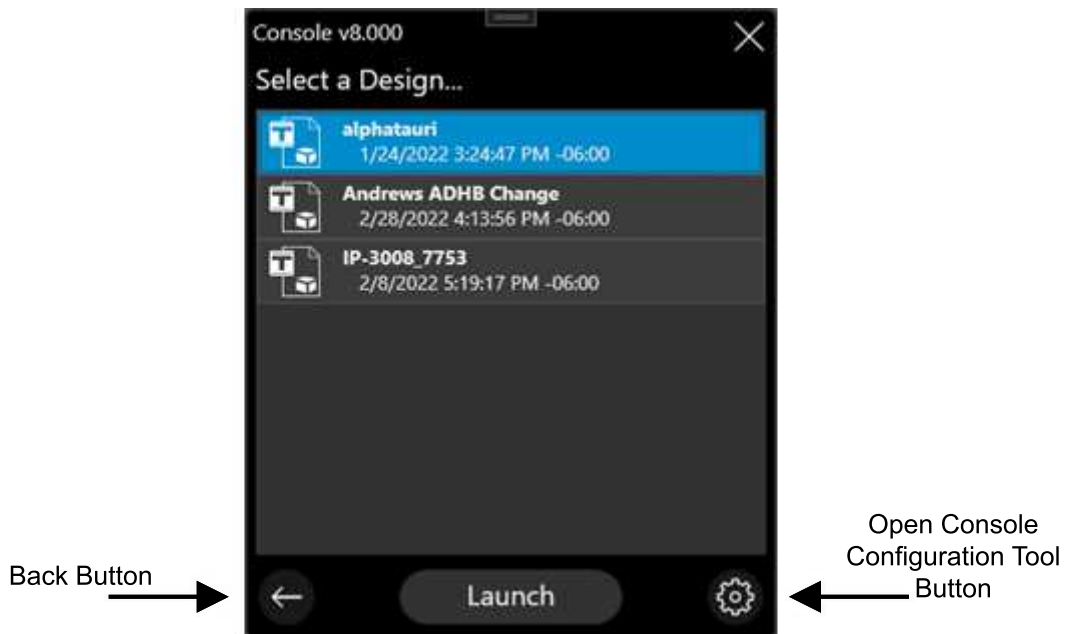 Console v8.000
Select a Design...
alphatauri
1/24/2022 3:24:47 PM -06:00
Andrews ADHB Change
2/28/2022 4:13:56 PM -06:00
IP-3008_7753
2/8/2022 5:19:17 PM -06:00
Back Button
Launch
Open Console
Configuration Tool
Button